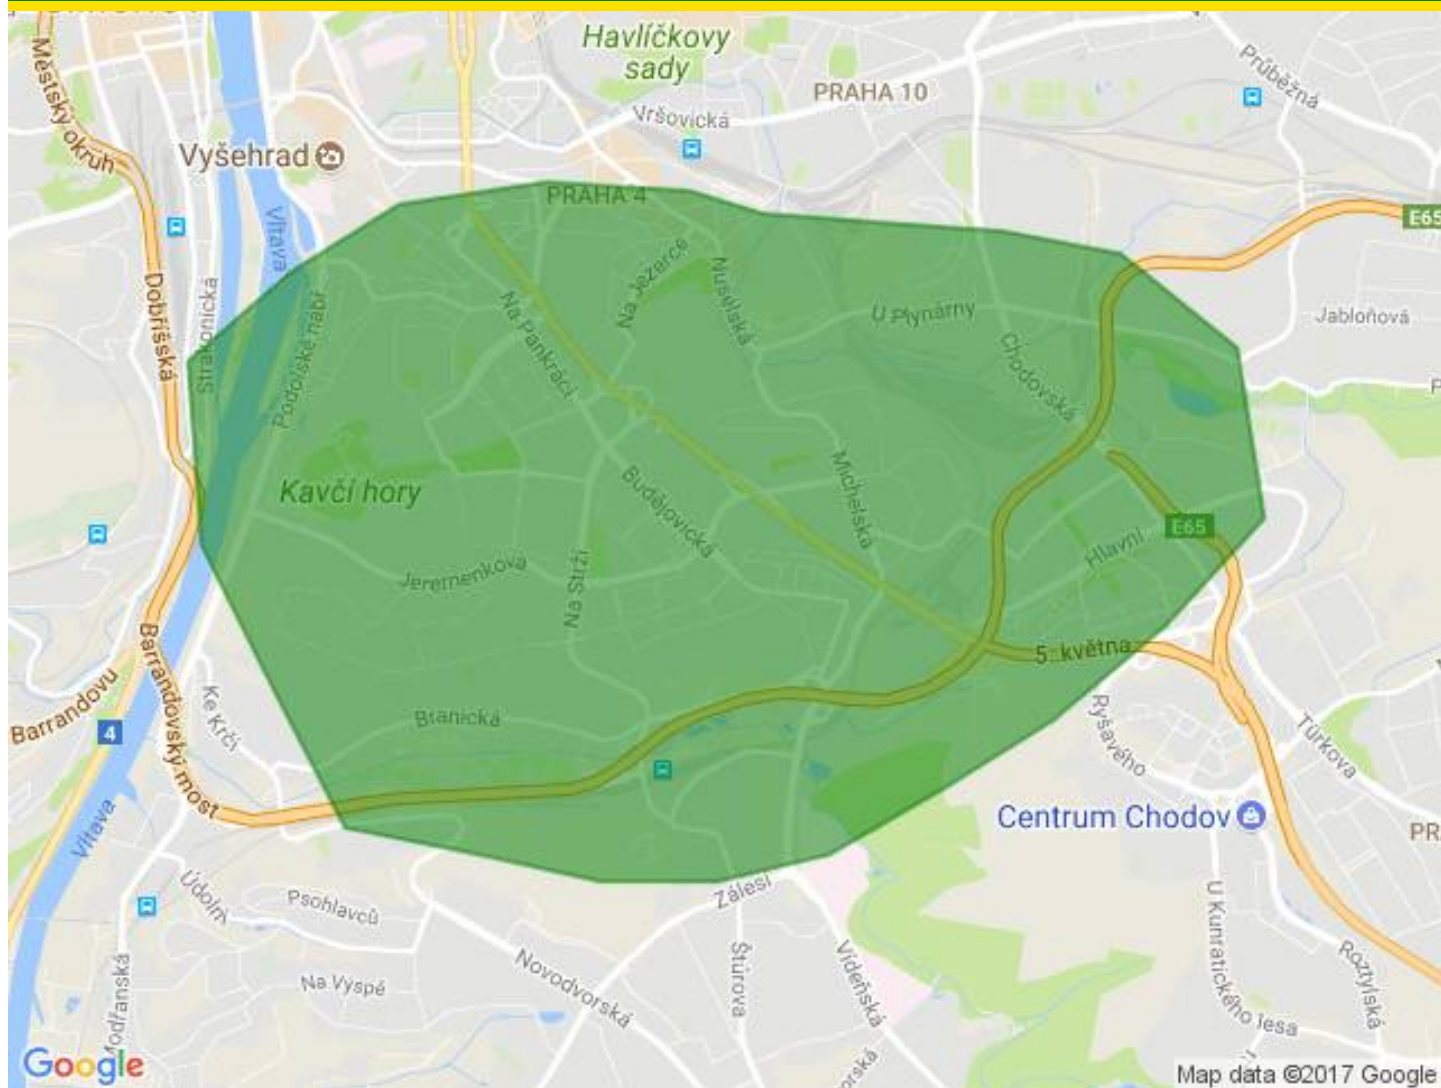 Havlíčkovy
sady
PRAHA 10
Průběžná
Městský okruh
Vršovická
Vyšehrad
PRAHA 4
Vltava
E65
Na Jezerce
Nuselská
Dobříšská
Strakonická
Podolské nábř
Na Pankráci
U Plynárny
Jabloňová
Chodovská
Kavčí hory
Budějovická
Michelská
E65
Hlavní
Jeremenkova
Na Strži
5. května
Barrandovu
4
Barrandovský most
Ke Krči
Branická
Ryšavého
Türkova
Vltava
Centrum Chodov
PR
Údolní
Psohlavců
Zálesí
Na Výspě
Novodvorská
Štúrova
Vídeňská
U Kunratického lesa
Roztylská
Modřanská
orská
Google
Map data ©2017 Google